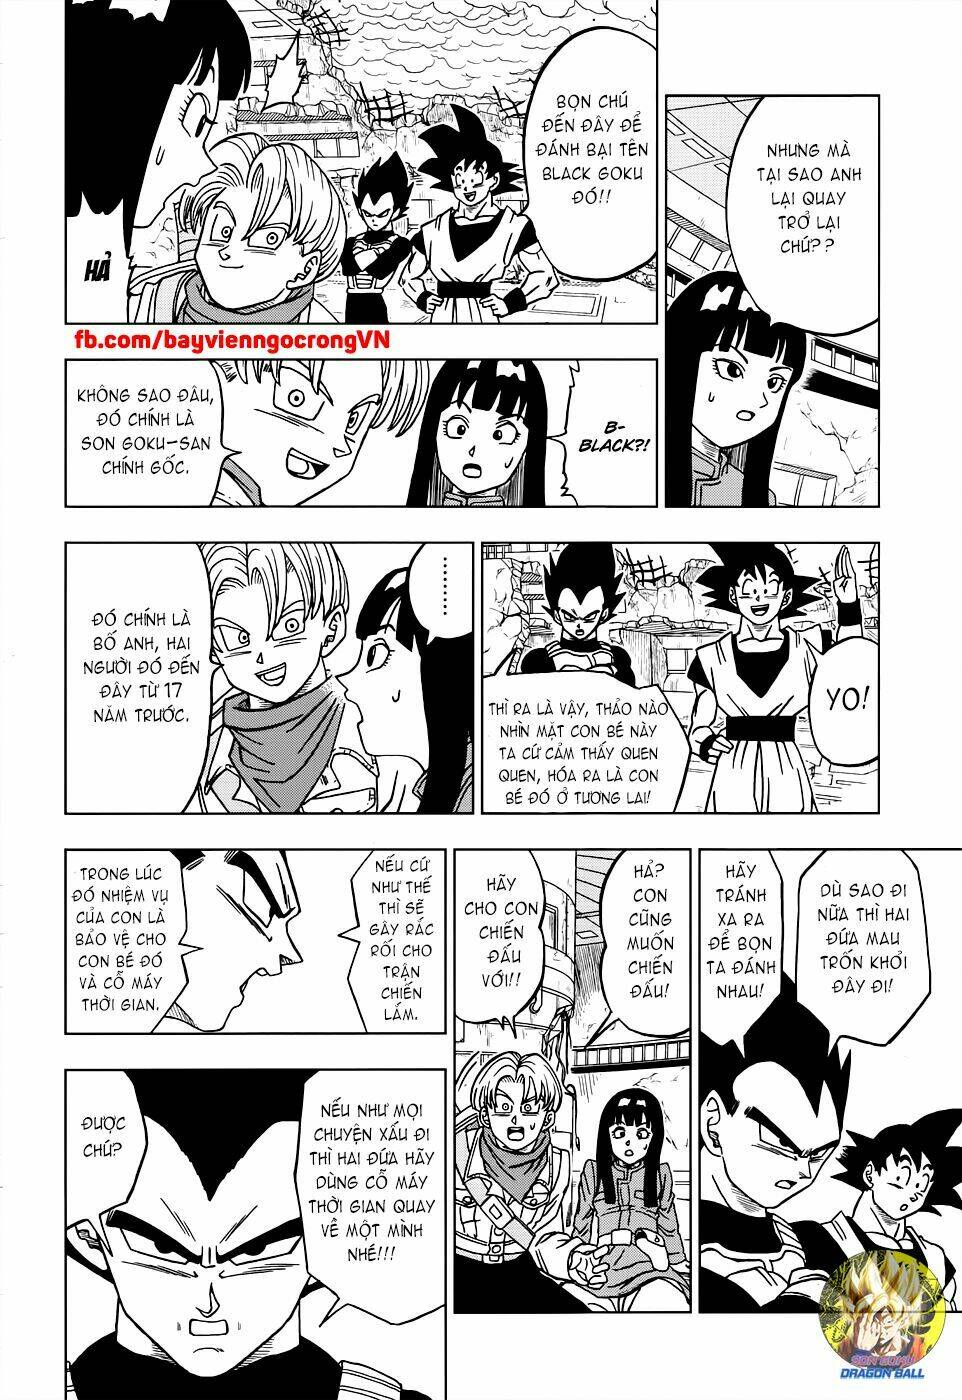 NHƯNG MÀ
TẠI SAO ANH
LẠI QUAY
TRỞ LẠI
CHỨ??
BỌN CHÚ
ĐẾN ĐÂY ĐỂ
ĐÁNH BẠI TÊN
BLACK GOKU
ĐÓ!!
HẢ
fb.com/bayvienngocrongVN
B-
BLACK?!
KHÔNG SAO ĐÂU,
ĐÓ CHÍNH LÀ
SON GOKU-SAN
CHÍNH GỐC.
YO!
THÌ RA LÀ VẬY, THẢO NÀO
NHÌN MẶT CON BÉ NÀY
TA CỨ CẢM THẤY QUEN
QUEN, HÓA RA LÀ CON
BÉ ĐÓ Ở TƯƠNG LAI!
........
ĐÓ CHÍNH LÀ
BỐ ANH, HAI
NGƯỜI ĐÓ ĐẾN
ĐÂY TỪ 17
NĂM TRƯỚC.
DÙ SAO ĐI
NỮA THÌ HAI
ĐỨA MAU
TRỐN KHỎI
ĐÂY ĐI!
HÃY
TRÁNH
XA RA
ĐỂ BỌN
TA ĐÁNH
NHAU!
HẢ?
CON
CŨNG
MUỐN
CHIẾN
ĐẤU!
HÃY
CHO CON
CHIẾN
ĐẤU
VỚI!!
NẾU CỨ
NHƯ THẾ
THÌ SẼ
GÂY RẮC
RỐI CHO
TRẬN
CHIẾN
LẮM.
TRONG LÚC
ĐÓ NHIỆM VỤ
CỦA CON LÀ
BẢO VỆ CHO
CON BÉ ĐÓ
VÀ CỖ MÁY
THỜI GIAN.
NẾU NHƯ MỌI
CHUYỆN XẤU ĐI
THÌ HAI ĐỨA HÃY
DÙNG CỖ MÁY
THỜI GIAN QUAY
VỀ MỘT MÌNH
NHÉ!!!
ĐƯỢC
CHỨ?
SON GOKU
DRAGON BALL